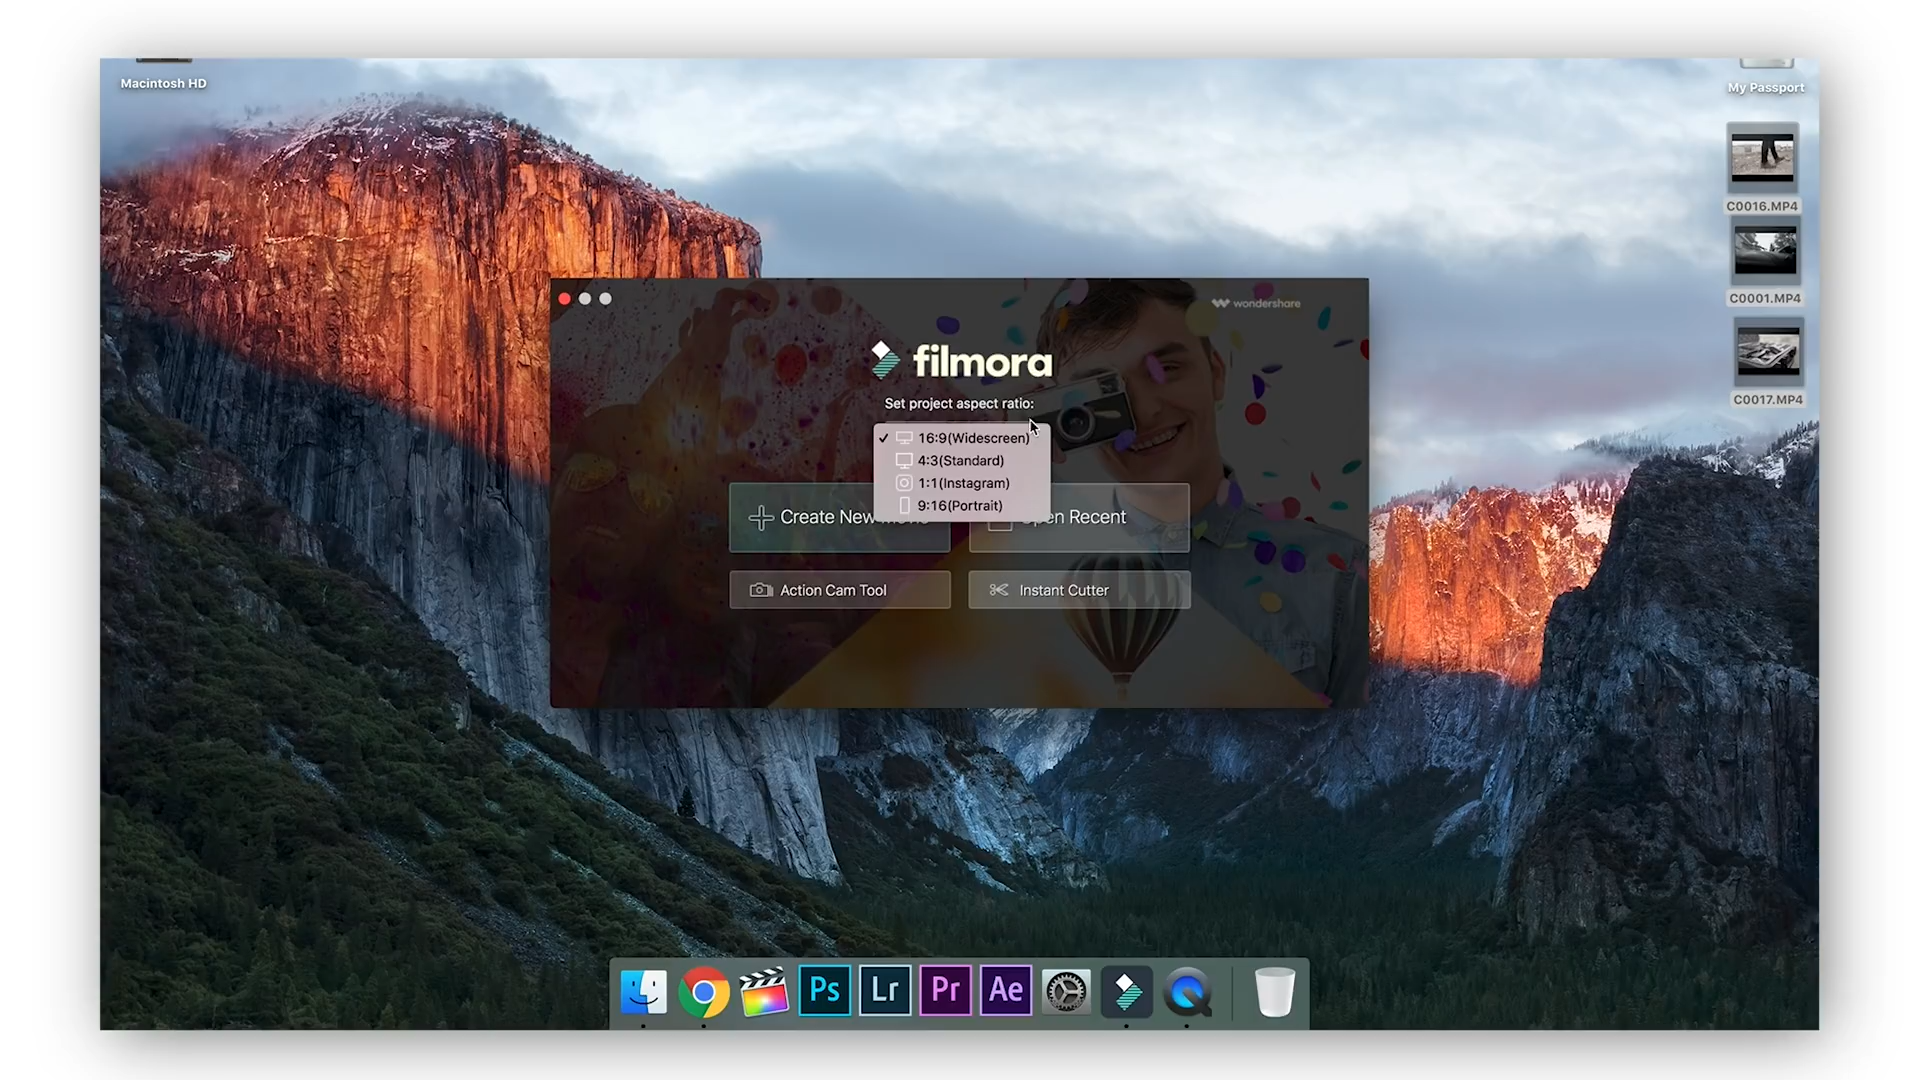 Macintosh HD
My Passport
C0016.MP4
C0001.MP4
C0017.MP4
wondershare
filmora
Set project aspect ratio:
✓ 16:9(Widescreen)
4:3(Standard)
1:1(Instagram)
9:16(Portrait)
Create New
Recent
Action Cam Tool
Instant Cutter
Ps
Lr
Pr
Ae